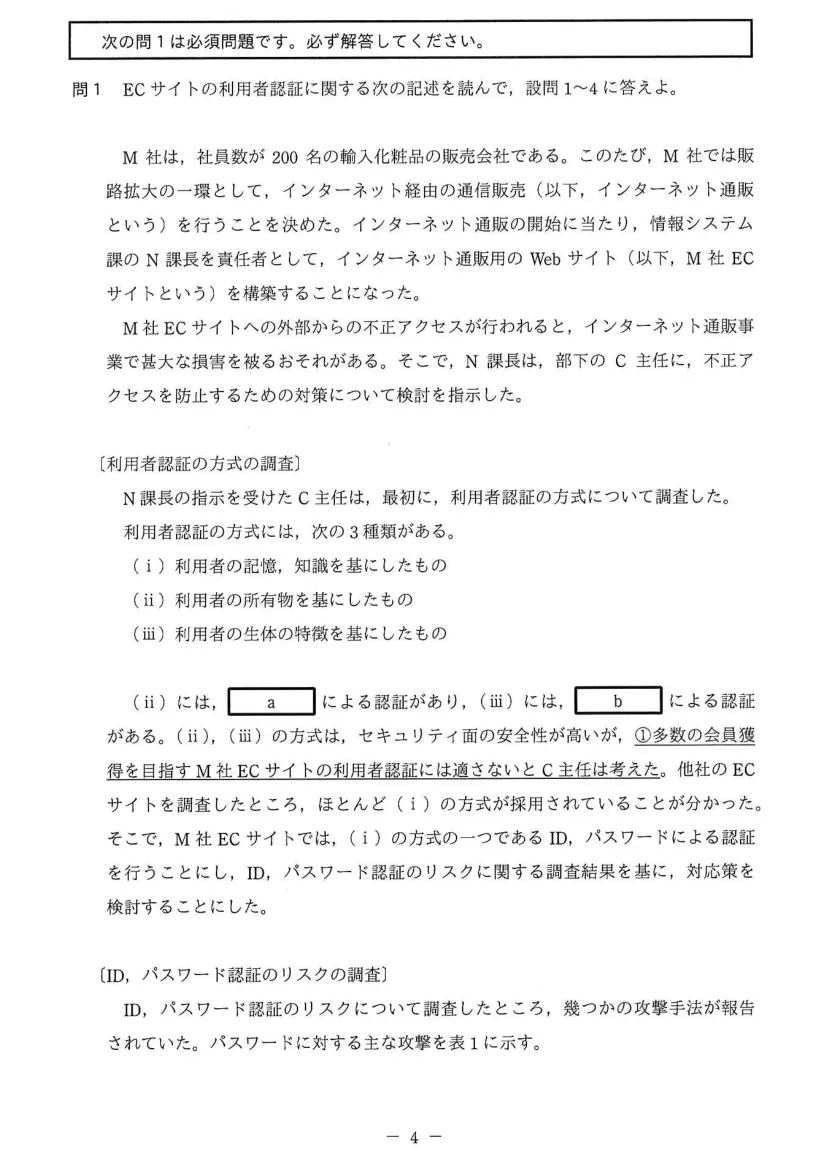 次の問1は必須問題です。必ず解答してください。
問1 ECサイトの利用者認証に関する次の記述を読んで，設問1～4に答えよ。
M 社は，社員数が 200 名の輸入化粧品の販売会社である。このたび，M 社では販
路拡大の一環として，インターネット経由の通信販売（以下，インターネット通販
という）を行うことを決めた。インターネット通販の開始に当たり，情報システム
課の N 課長を責任者として，インターネット通販用の Web サイト（以下，M 社 EC
サイトという）を構築することになった。
M社ECサイトへの外部からの不正アクセスが行われると，インターネット通販事
業で甚大な損害を被るおそれがある。そこで，N 課長は，部下の C 主任に，不正ア
クセスを防止するための対策について検討を指示した。
〔利用者認証の方式の調査〕
N課長の指示を受けたC主任は，最初に，利用者認証の方式について調査した。
利用者認証の方式には，次の3種類がある。
（ⅰ）利用者の記憶，知識を基にしたもの
（ⅱ）利用者の所有物を基にしたもの
（ⅲ）利用者の生体の特徴を基にしたもの
（ⅱ）には， a による認証があり，（ⅲ）には， b による認証
がある。（ⅱ），（ⅲ）の方式は，セキュリティ面の安全性が高いが，①多数の会員獲
得を目指すM社ECサイトの利用者認証には適さないとC主任は考えた。他社のEC
サイトを調査したところ，ほとんど（ⅰ）の方式が採用されていることが分かった。
そこで，M社ECサイトでは，（ⅰ）の方式の一つであるID，パスワードによる認証
を行うことにし，ID，パスワード認証のリスクに関する調査結果を基に，対応策を
検討することにした。
〔ID，パスワード認証のリスクの調査〕
ID，パスワード認証のリスクについて調査したところ，幾つかの攻撃手法が報告
されていた。パスワードに対する主な攻撃を表1に示す。
－ 4 －